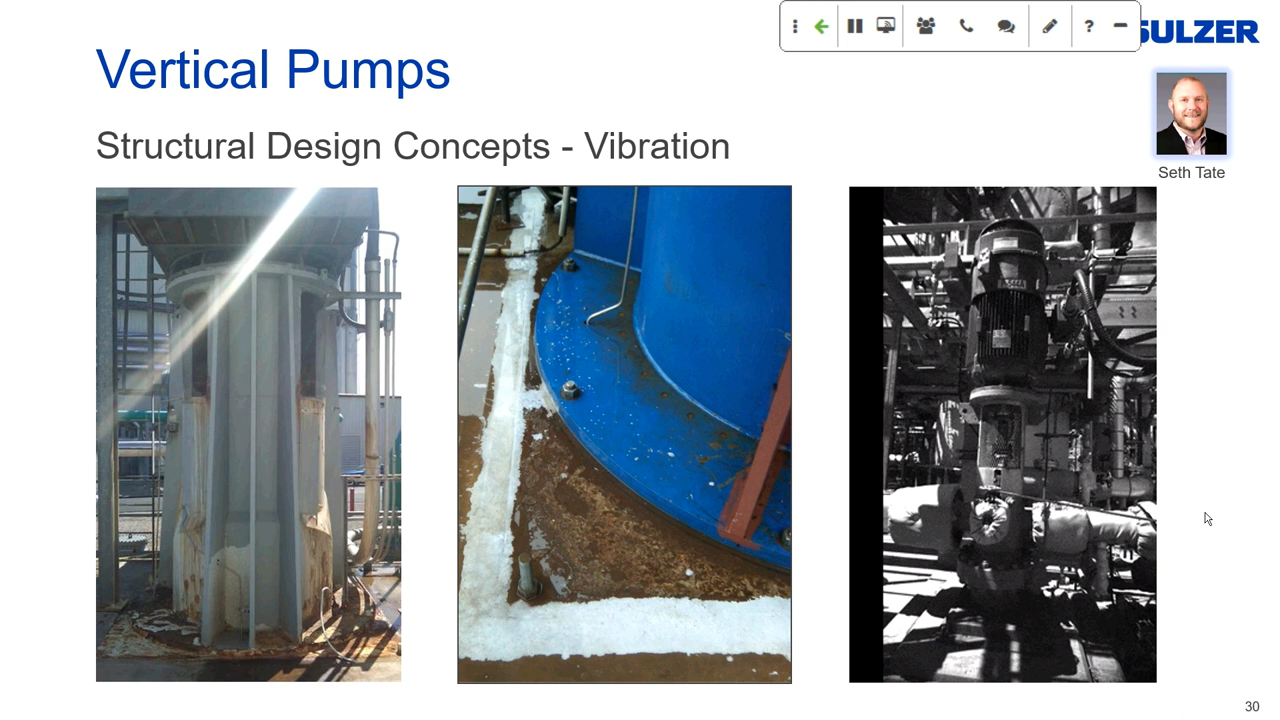 Vertical Pumps
SULZER
Structural Design Concepts - Vibration
Seth Tate
?
30